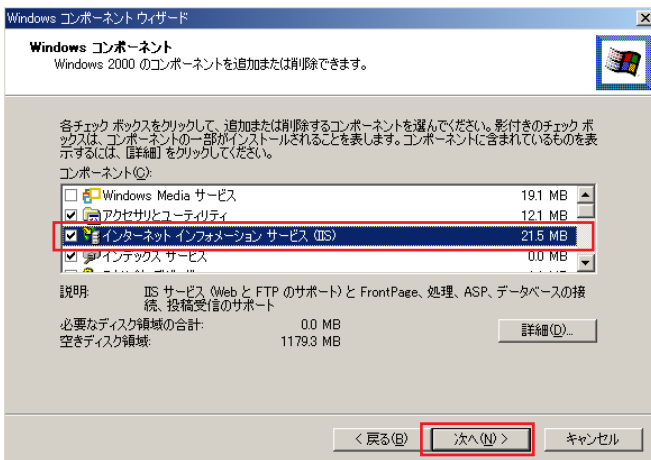 Windows コンポーネント ウィザード
Windows コンポーネント
Windows 2000 のコンポーネントを追加または削除できます。
各チェック ボックスをクリックして、追加または削除するコンポーネントを選んでください。影付きのチェック ボ
ックスは、コンポーネントの一部がインストールされることを表します。コンポーネントに含まれているものを表
示するには、[詳細] をクリックしてください。
コンポーネント(C):
Windows Media サービス 19.1 MB
アクセサリとユーティリティ 12.1 MB
インターネット インフォメーション サービス (IIS) 21.5 MB
インデックス サービス 0.0 MB
説明: IIS サービス (Web と FTP のサポート) と FrontPage、処理、ASP、データベースの接
続、投稿受信のサポート
必要なディスク領域の合計: 0.0 MB
空きディスク領域: 1179.3 MB
詳細(D)...
< 戻る(B) 次へ(N) > キャンセル